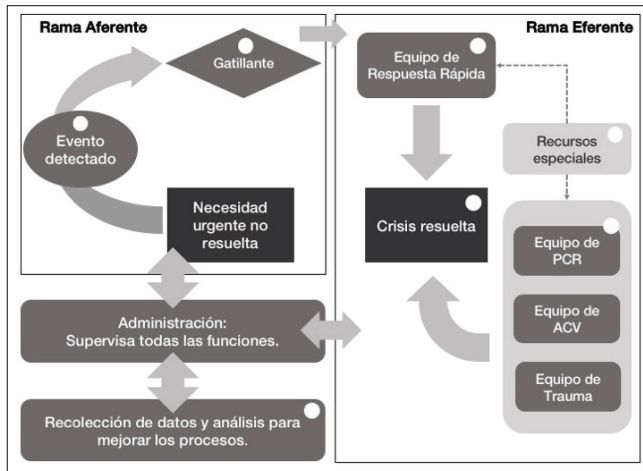 Rama Aferente
Gatillante
Evento
detectado
Necesidad
urgente no
resuelta
Rama Eferente
Equipo de
Respuesta Rápida
Recursos
especiales
Crisis resuelta
Equipo de
PCR
Equipo de
ACV
Equipo de
Trauma
Administración:
Supervisa todas las funciones.
Recolección de datos y análisis para
mejorar los procesos.